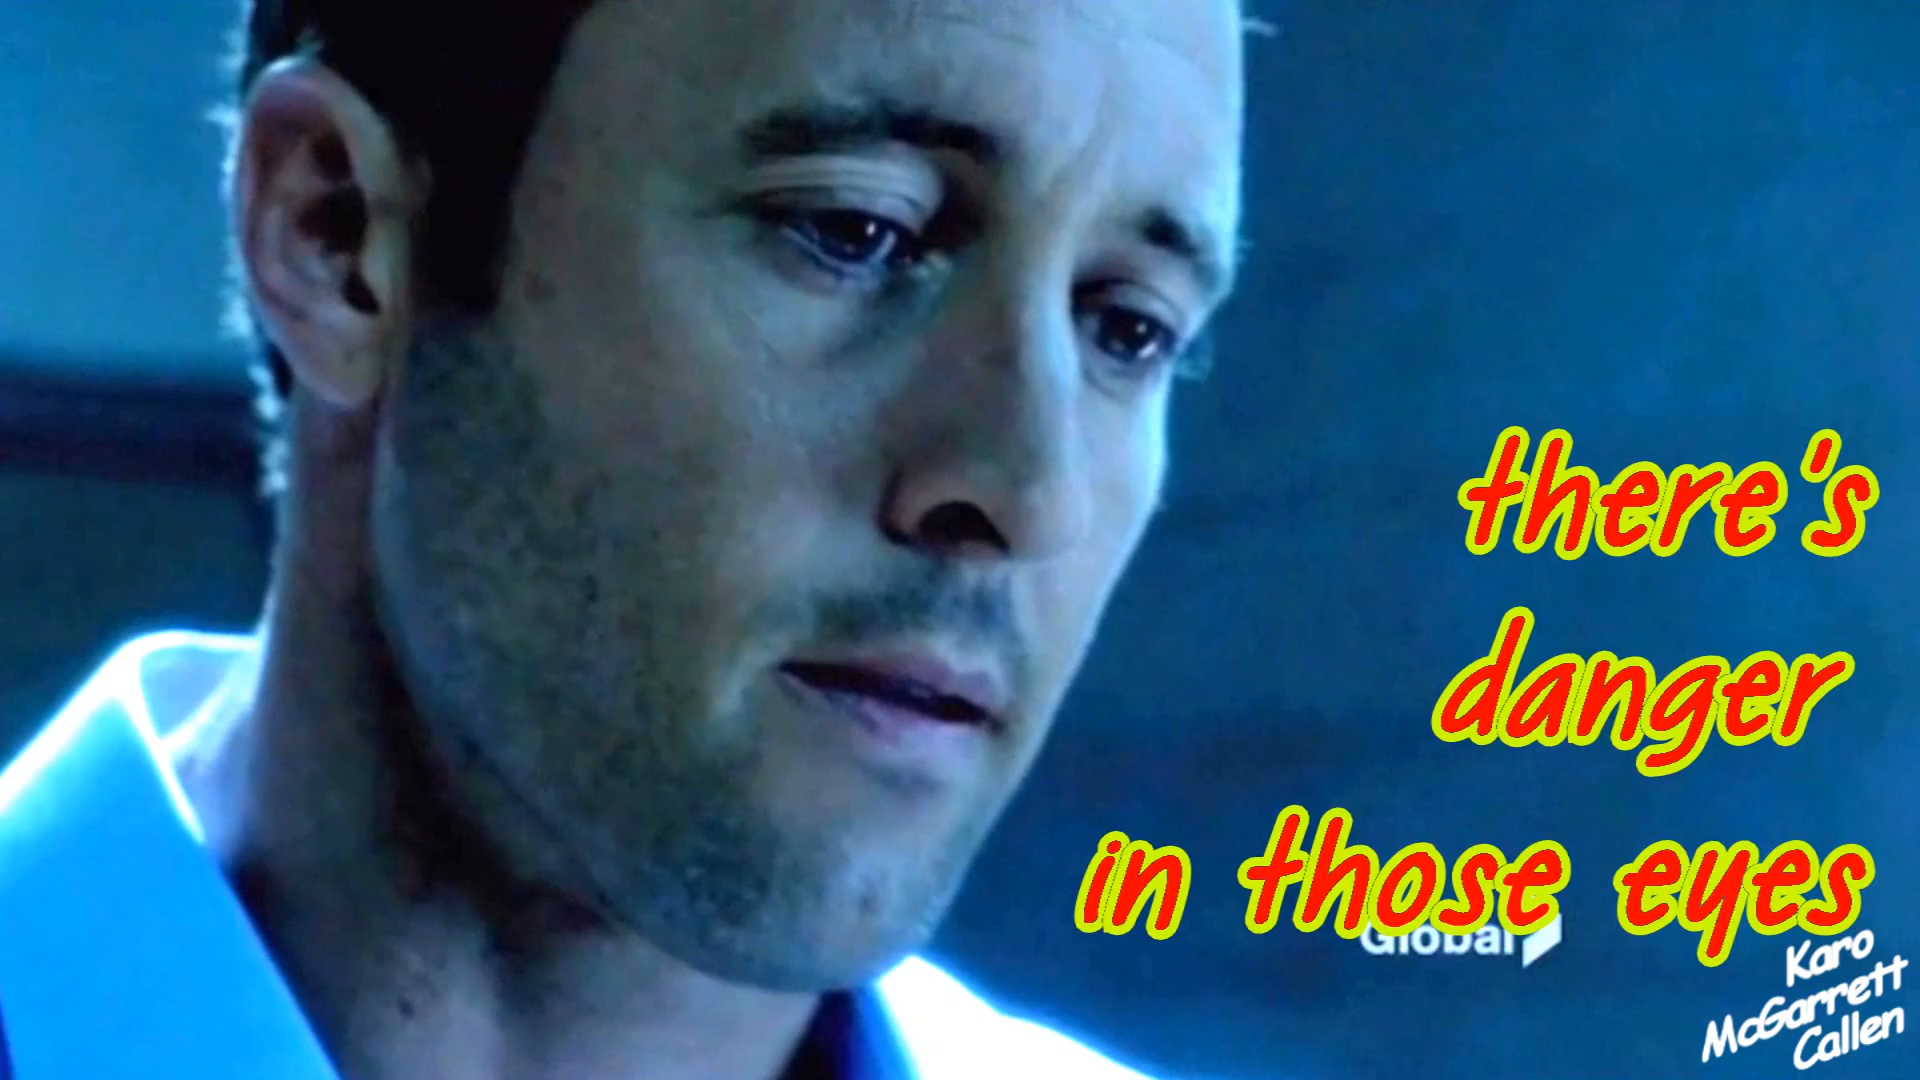 there's
danger
in those eyes
Global
Karo
McGarrett
Callen